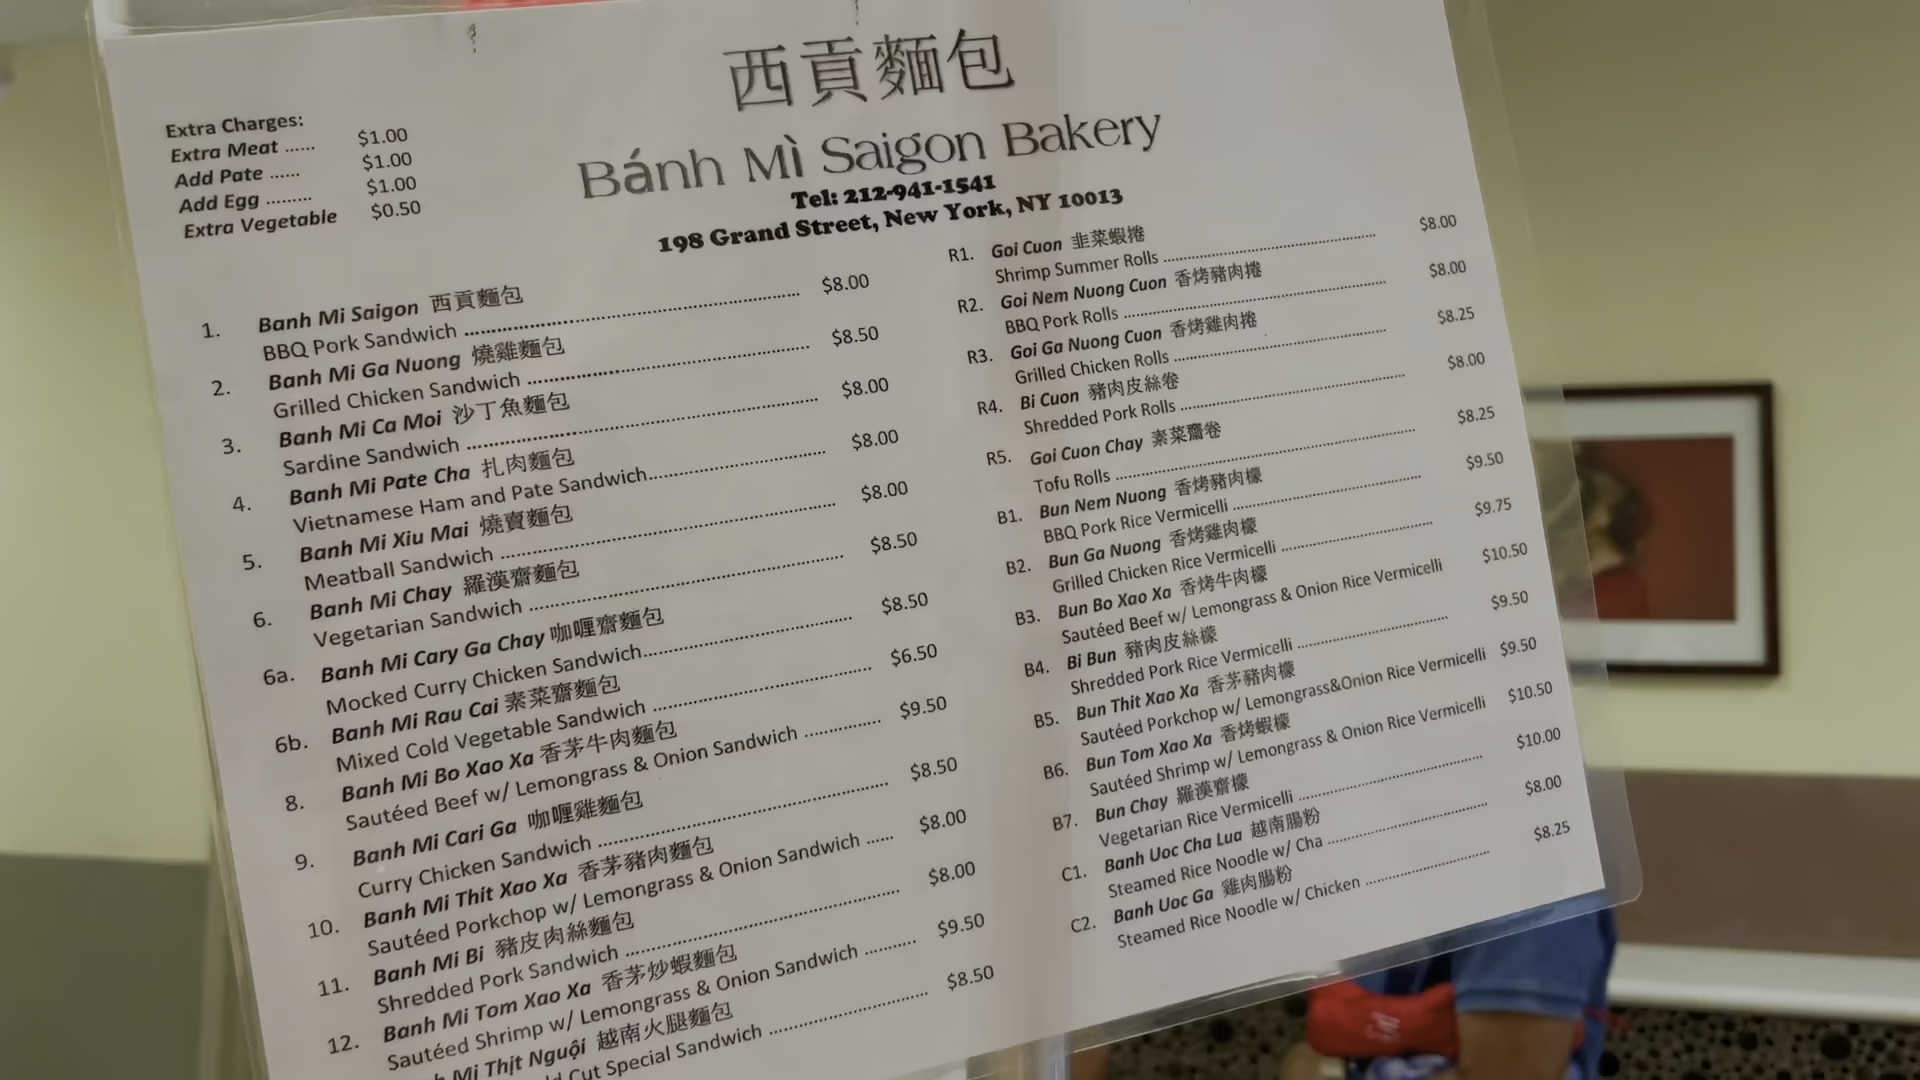 西貢麵包
Bánh Mì Saigon Bakery
Tel: 212-941-1541
198 Grand Street, New York, NY 10013
Extra Charges:
Extra Meat ...... $1.00
Add Pate ...... $1.00
Add Egg ......... $1.00
Extra Vegetable $0.50
1. Banh Mi Saigon 西貢麵包
BBQ Pork Sandwich ........ $8.00
2. Banh Mi Ga Nuong 燒雞麵包
Grilled Chicken Sandwich ........ $8.50
3. Banh Mi Ca Moi 沙丁魚麵包
Sardine Sandwich ........ $8.00
4. Banh Mi Pate Cha 扎肉麵包
Vietnamese Ham and Pate Sandwich........ $8.00
5. Banh Mi Xiu Mai 燒賣麵包
Meatball Sandwich ........ $8.00
6. Banh Mi Chay 羅漢齋麵包
Vegetarian Sandwich ........ $8.50
6a. Banh Mi Cary Ga Chay 咖喱齋麵包
Mocked Curry Chicken Sandwich........ $8.50
6b. Banh Mi Rau Cai 素菜齋麵包
Mixed Cold Vegetable Sandwich ........ $6.50
8. Banh Mi Bo Xao Xa 香茅牛肉麵包
Sautéed Beef w/ Lemongrass & Onion Sandwich ........ $9.50
9. Banh Mi Cari Ga 咖喱雞麵包
Curry Chicken Sandwich ........ $8.50
10. Banh Mi Thit Xao Xa 香茅豬肉麵包
Sautéed Porkchop w/ Lemongrass & Onion Sandwich ..... $8.00
11. Banh Mi Bi 豬皮肉絲麵包
Shredded Pork Sandwich ........ $8.00
12. Banh Mi Tom Xao Xa 香茅炒蝦麵包
Sautéed Shrimp w/ Lemongrass & Onion Sandwich ........ $9.50
Mi Thịt Nguội 越南火腿麵包
Cut Special Sandwich ........ $8.50
R1. Goi Cuon 韭菜蝦捲
Shrimp Summer Rolls ........ $8.00
R2. Goi Nem Nuong Cuon 香烤豬肉捲
BBQ Pork Rolls ........ $8.00
R3. Goi Ga Nuong Cuon 香烤雞肉捲
Grilled Chicken Rolls ........ $8.25
R4. Bi Cuon 豬肉皮絲卷
Shredded Pork Rolls ........ $8.00
R5. Goi Cuon Chay 素菜齋卷
Tofu Rolls ........ $8.25
B1. Bun Nem Nuong 香烤豬肉檬
BBQ Pork Rice Vermicelli ........ $9.50
B2. Bun Ga Nuong 香烤雞肉檬
Grilled Chicken Rice Vermicelli ........ $9.75
B3. Bun Bo Xao Xa 香烤牛肉檬
Sautéed Beef w/ Lemongrass & Onion Rice Vermicelli $10.50
B4. Bi Bun 豬肉皮絲檬
Shredded Pork Rice Vermicelli ........ $9.50
B5. Bun Thit Xao Xa 香茅豬肉檬
Sautéed Porkchop w/ Lemongrass&Onion Rice Vermicelli $9.50
B6. Bun Tom Xao Xa 香烤蝦檬
Sautéed Shrimp w/ Lemongrass & Onion Rice Vermicelli $10.50
B7. Bun Chay 羅漢齋檬
Vegetarian Rice Vermicelli ........ $10.00
C1. Banh Uoc Cha Lua 越南腸粉
Steamed Rice Noodle w/ Cha ........ $8.00
C2. Banh Uoc Ga 雞肉腸粉
Steamed Rice Noodle w/ Chicken ........ $8.25